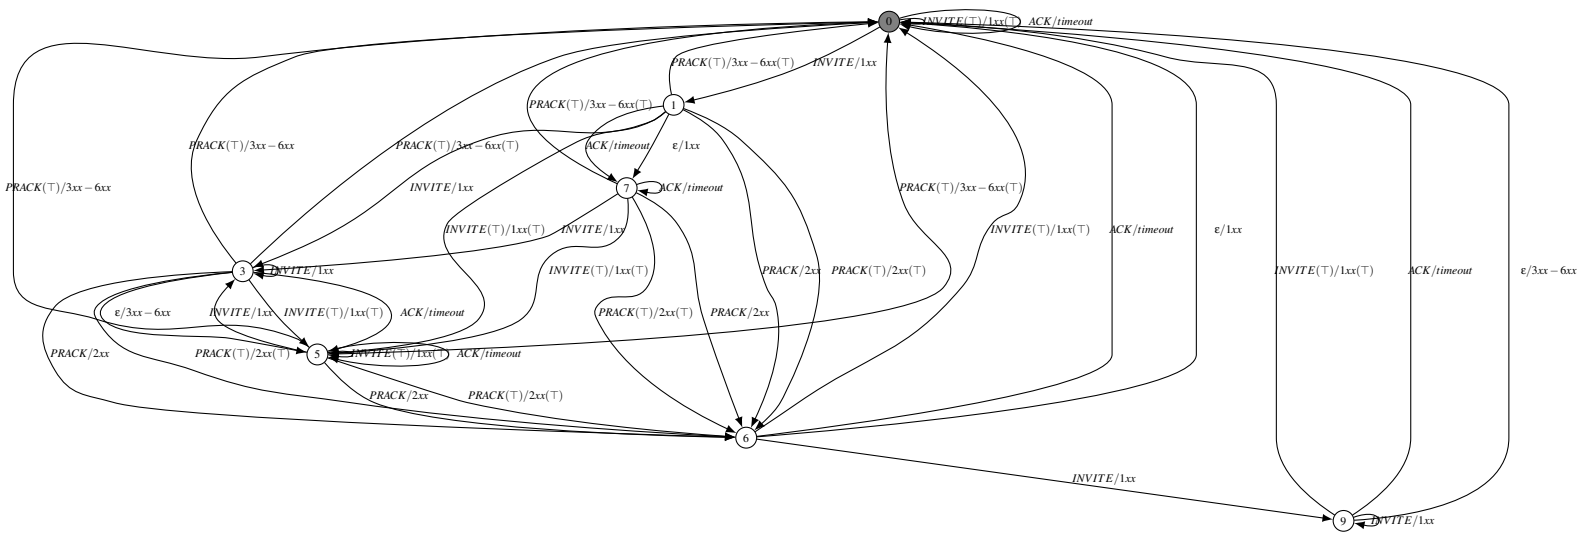 0
INVITE(⊤)/1xx(⊤)
ACK/timeout
PRACK(⊤)/3xx−6xx(⊤)
INVITE/1xx
PRACK(⊤)/3xx−6xx(⊤)
1
PRACK(⊤)/3xx−6xx
PRACK(⊤)/3xx−6xx(⊤)
ACK/timeout
ε/1xx
PRACK(⊤)/3xx−6xx
INVITE/1xx
7
ACK/timeout
PRACK(⊤)/3xx−6xx(⊤)
INVITE(⊤)/1xx(⊤)
INVITE/1xx
INVITE(⊤)/1xx(⊤)
ACK/timeout
ε/1xx
3
INVITE/1xx
INVITE(⊤)/1xx(⊤)
PRACK/2xx
PRACK(⊤)/2xx(⊤)
INVITE(⊤)/1xx(⊤)
ACK/timeout
ε/3xx−6xx
ε/3xx−6xx
INVITE/1xx
INVITE(⊤)/1xx(⊤)
ACK/timeout
PRACK(⊤)/2xx(⊤)
PRACK/2xx
PRACK/2xx
PRACK(⊤)/2xx(⊤)
5
INVITE(⊤)/1xx(⊤)
ACK/timeout
PRACK/2xx
PRACK(⊤)/2xx(⊤)
6
INVITE/1xx
9
INVITE/1xx